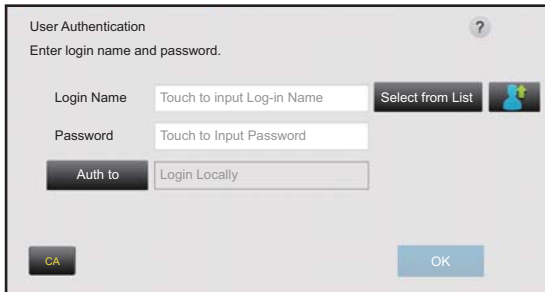 User Authentication
?
Enter login name and password.
Login Name Touch to input Log-in Name Select from List
Password Touch to Input Password
Auth to Login Locally
CA OK